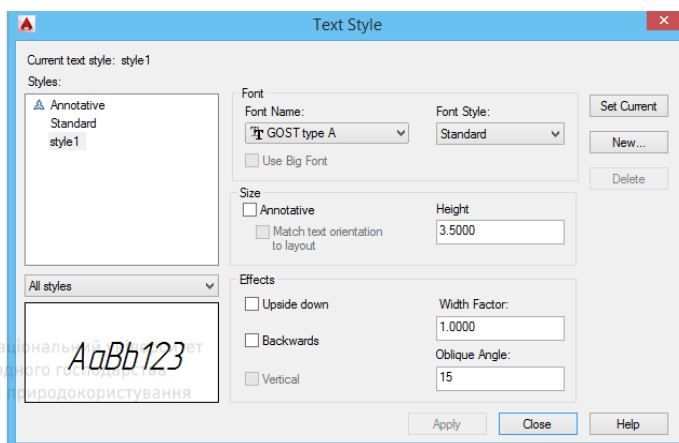 Text Style
Current text style: style1
Styles:
Annotative
Standard
style1
All styles
AaBb123
Font
Font Name:
GOST type A
Font Style:
Standard
Use Big Font
Size
Annotative
Match text orientation
to layout
Height
3.5000
Effects
Upside down
Backwards
Vertical
Width Factor:
1.0000
Oblique Angle:
15
Set Current
New...
Delete
Apply
Close
Help
природокористування